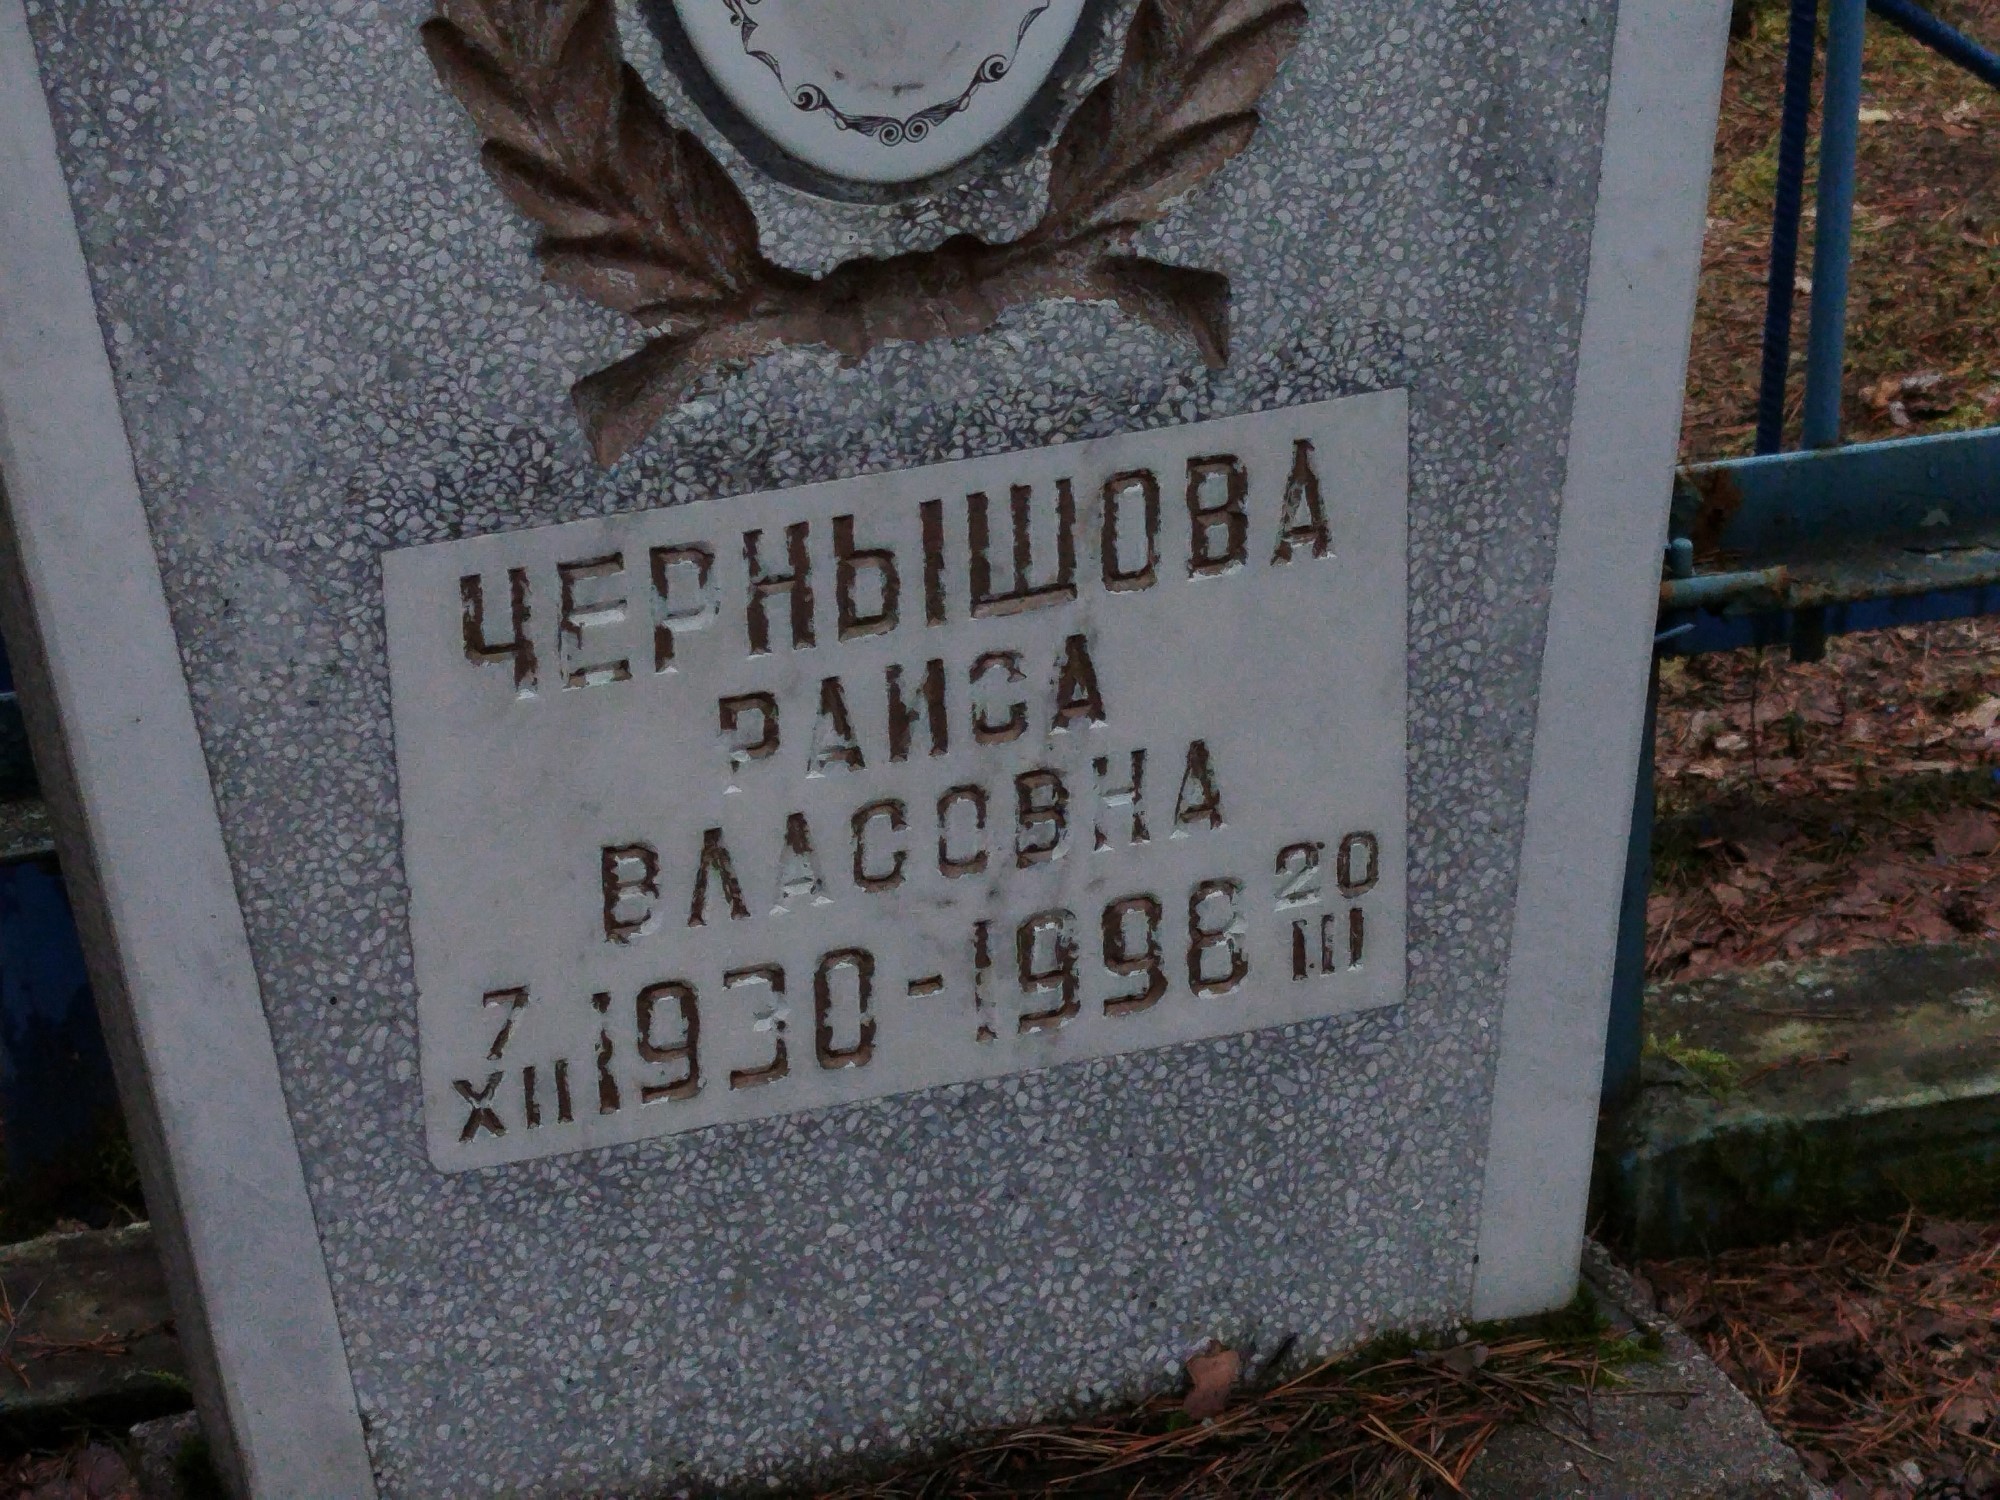 ЧЕРНЫШОВА
РАИСА
ВЛАСОВНА
7 XII 1930 - 1998 20 III